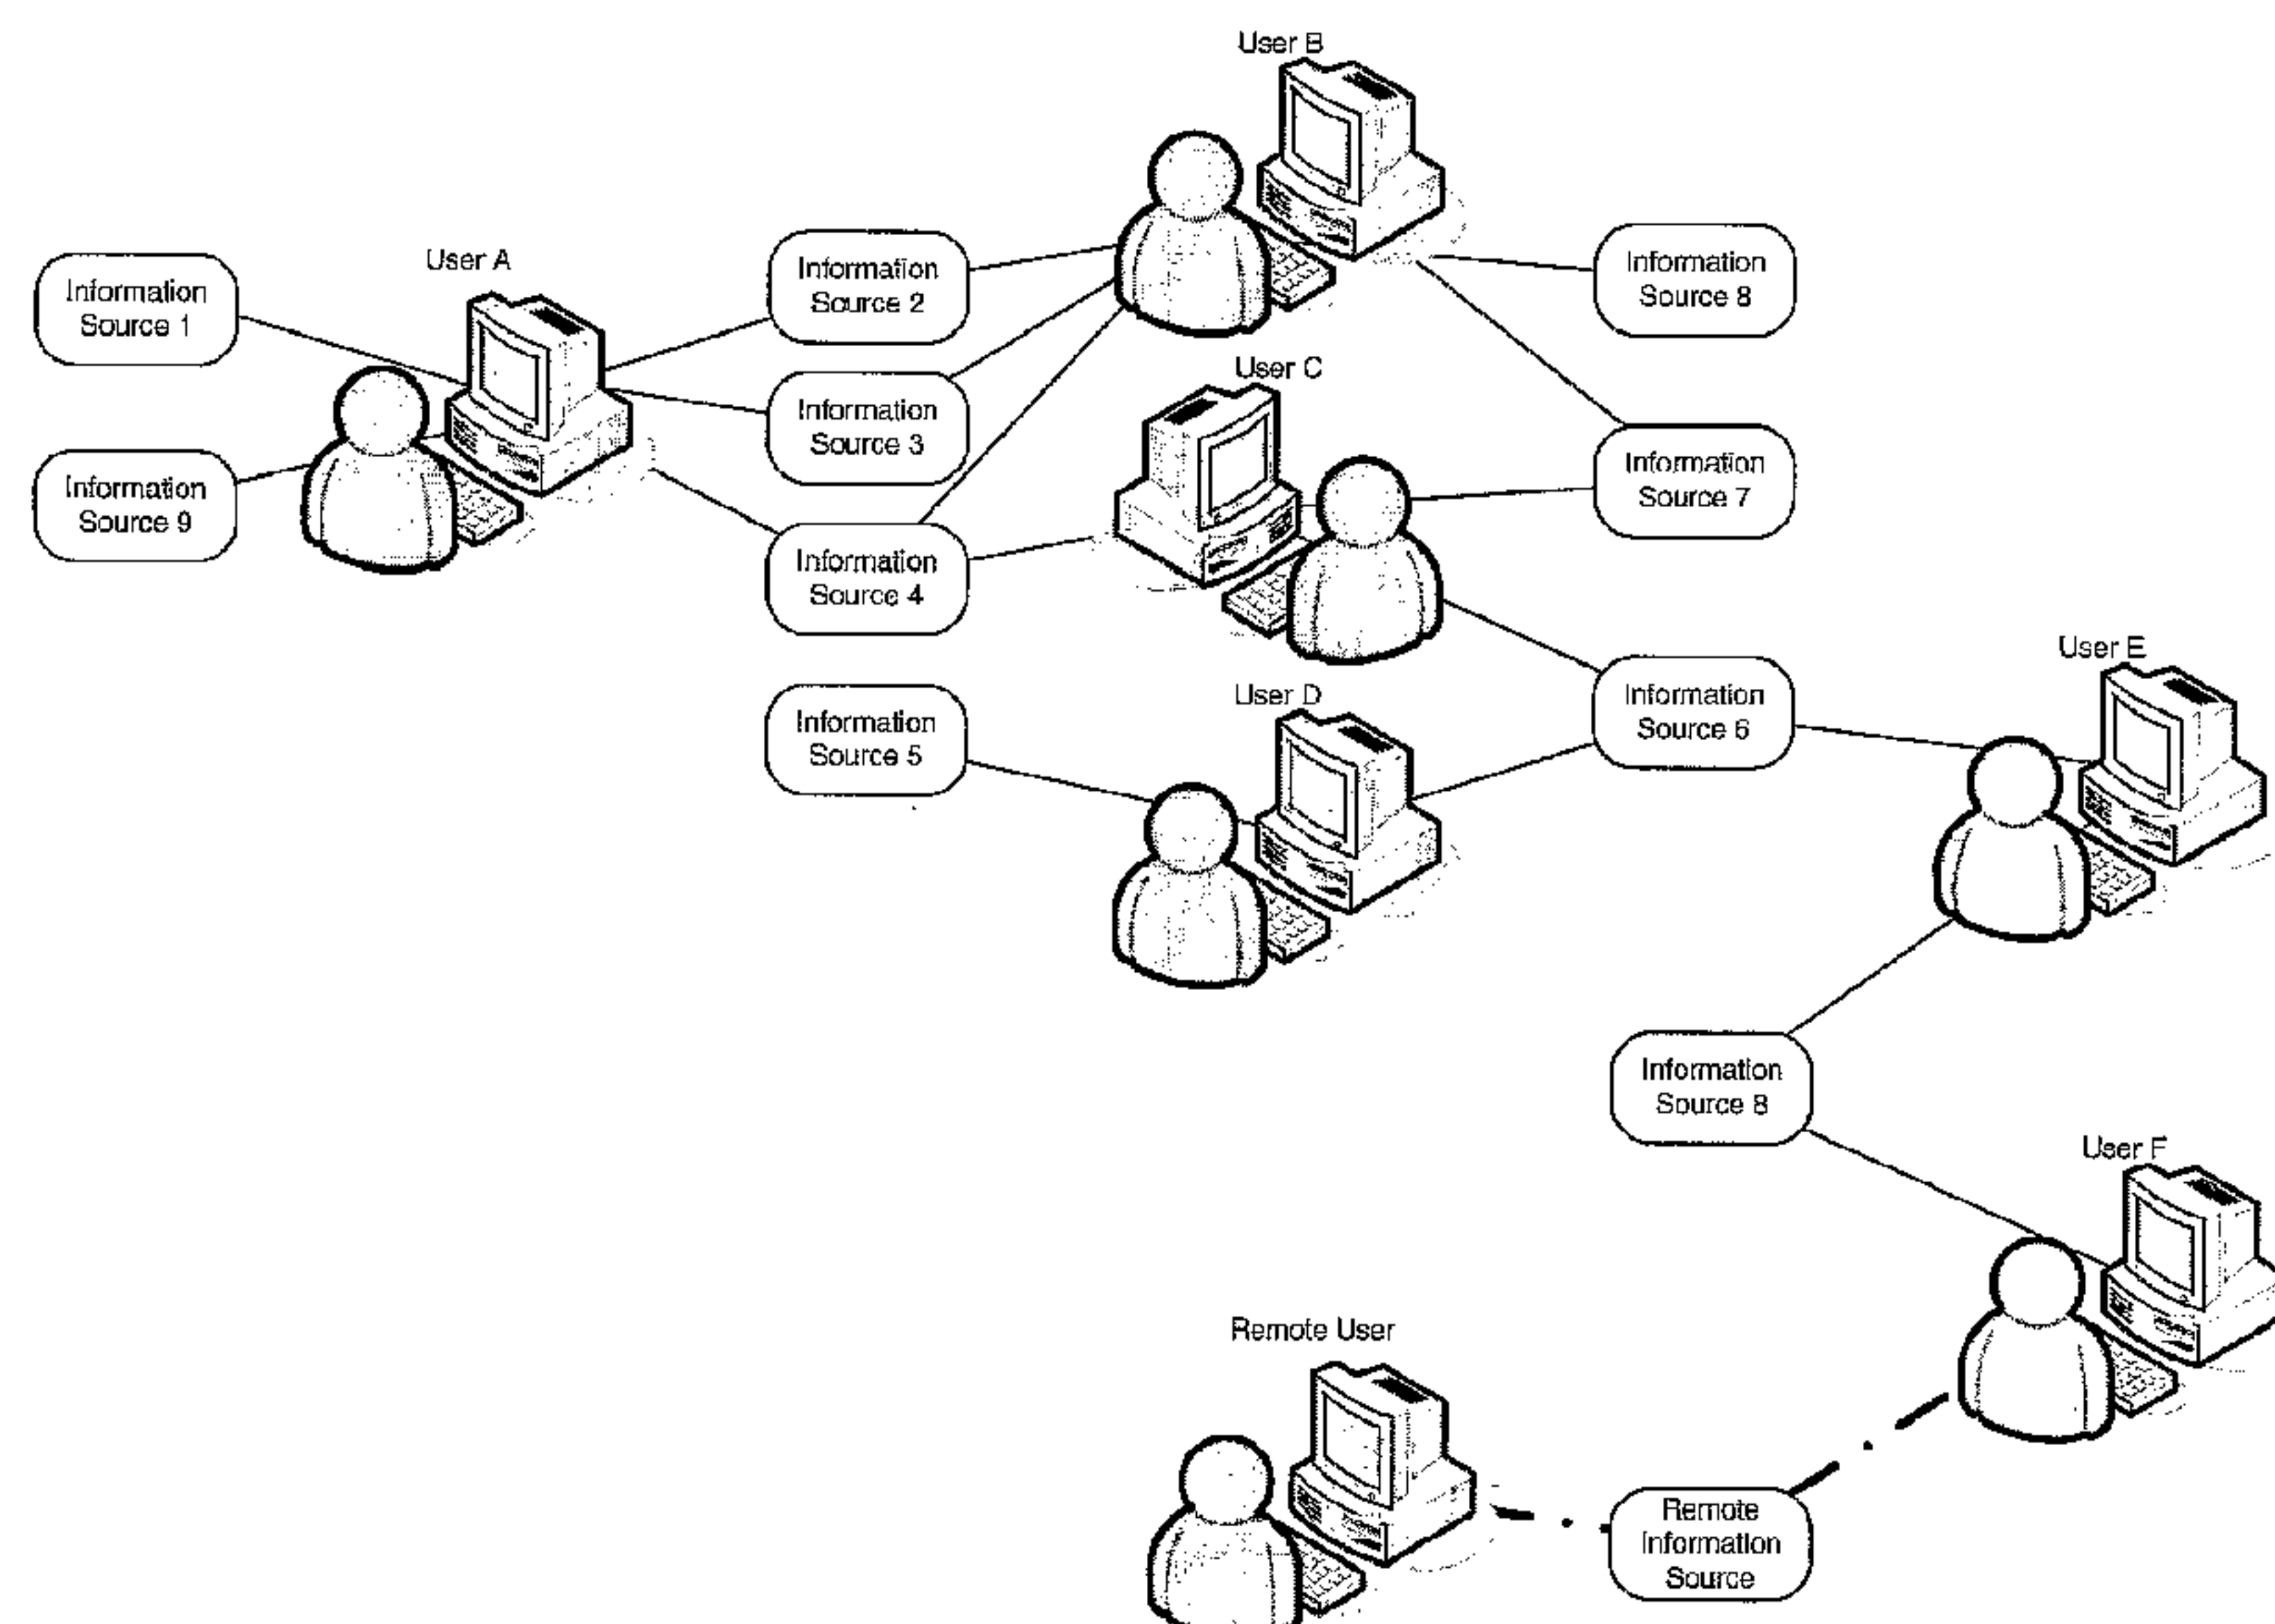 User B
User A
Information
Source 1
Information
Source 2
Information
Source 8
User C
Information
Source 3
Information
Source 7
Information
Source 9
Information
Source 4
User E
User D
Information
Source 6
Information
Source 5
Information
Source 8
User F
Remote User
Remote
Information
Source